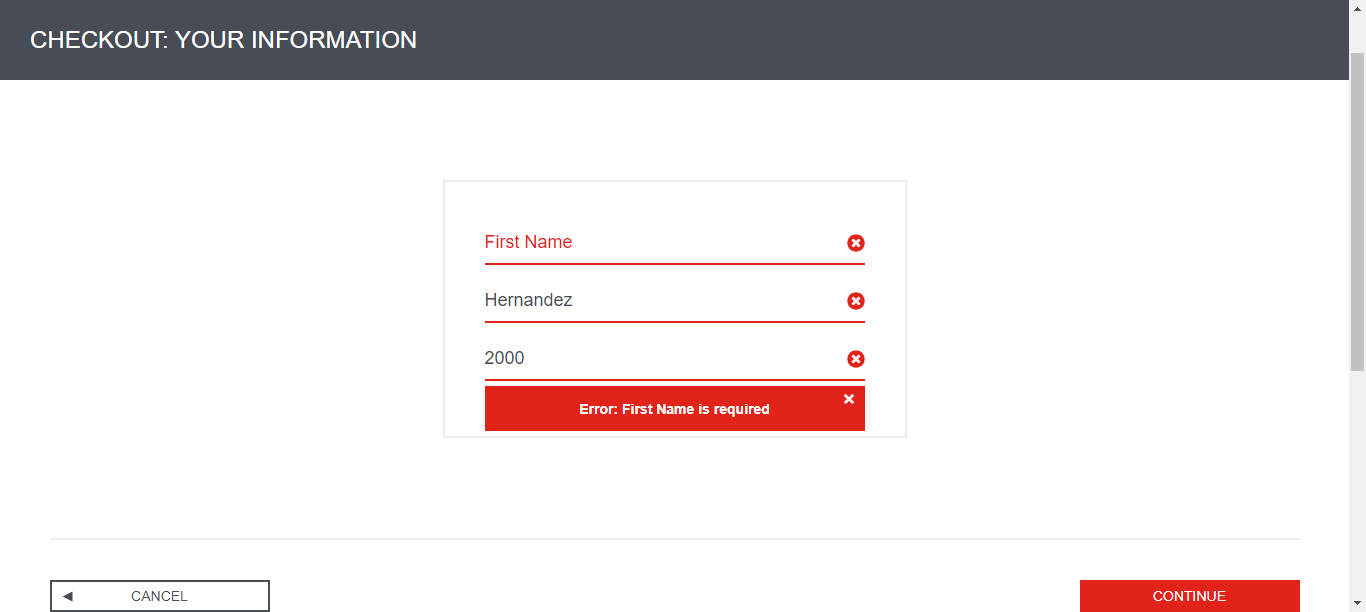 CHECKOUT: YOUR INFORMATION
First Name
Hernandez
2000
Error: First Name is required
CANCEL
CONTINUE